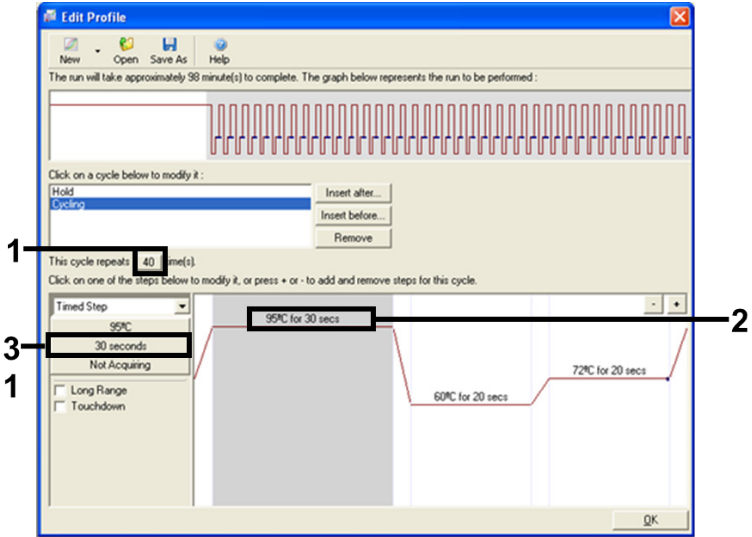 Edit Profile
New Open Save As Help
The run will take approximately 98 minute(s) to complete. The graph below represents the run to be performed :
Click on a cycle below to modify it :
Hold
Cycling
Insert after...
Insert before...
Remove
1
This cycle repeats 40 time(s).
Click on one of the steps below to modify it, or press + or - to add and remove steps for this cycle.
Timed Step
- +
95ºC for 30 secs
2
95ºC
3
30 seconds
Not Acquiring
1
Long Range
Touchdown
60ºC for 20 secs
72ºC for 20 secs
OK